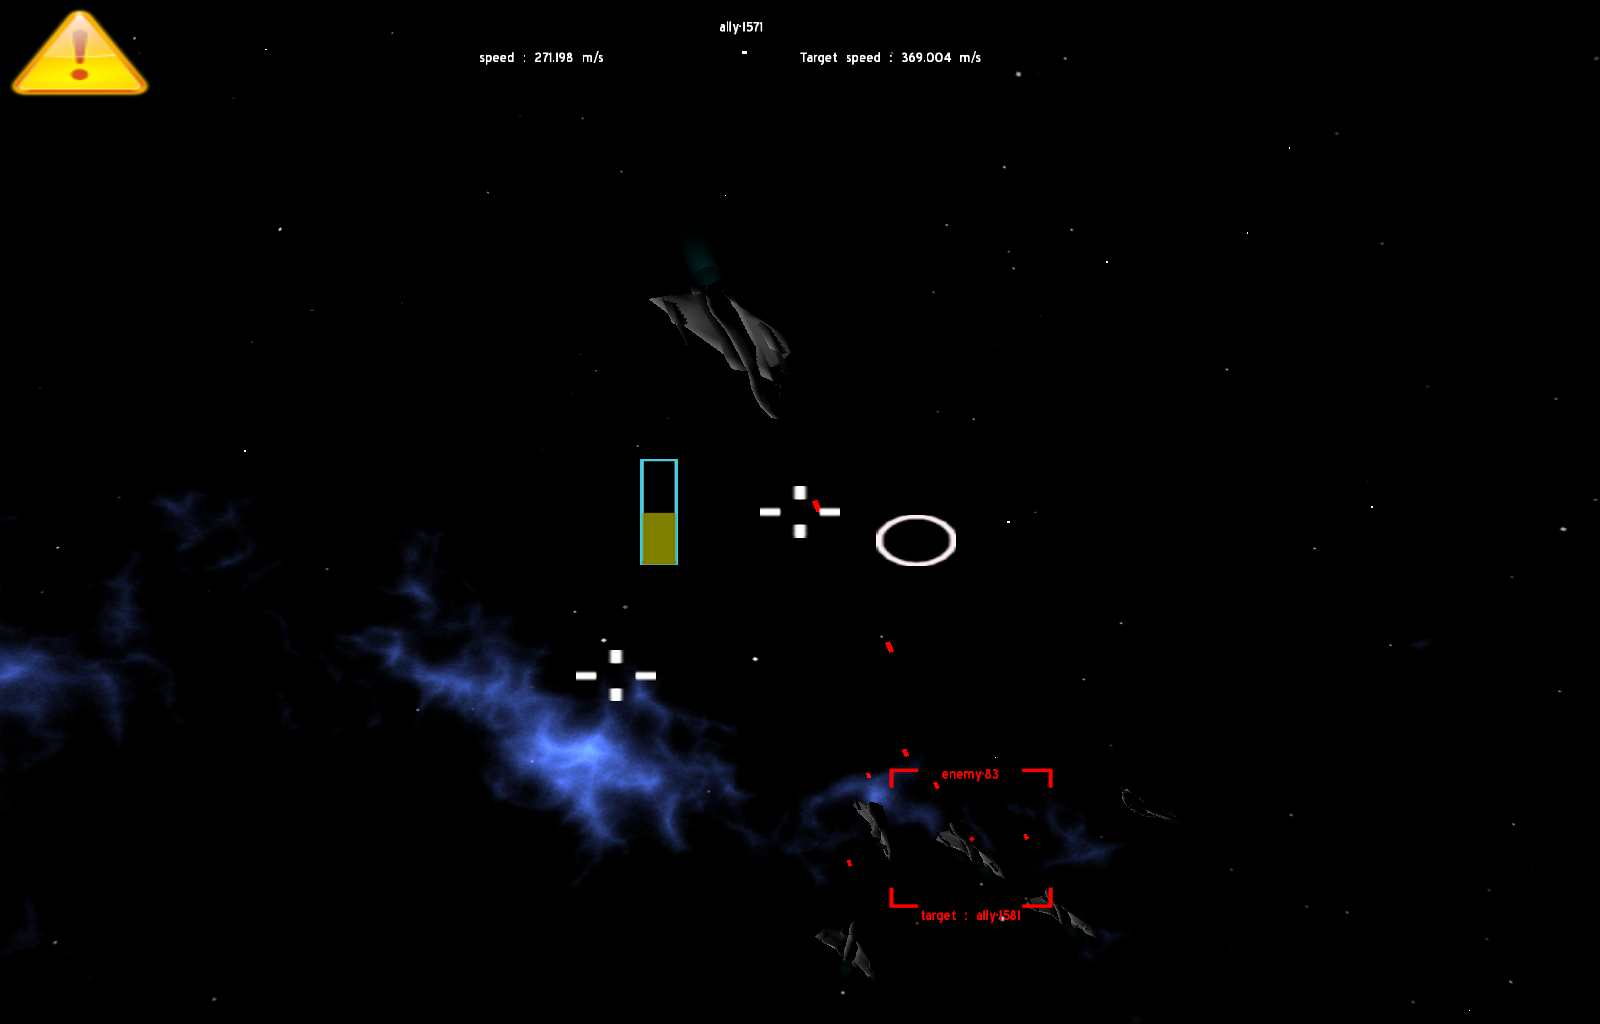 ally-1571
speed : 271.198 m/s
Target speed : 369.004 m/s
enemy-83
target : ally-1581